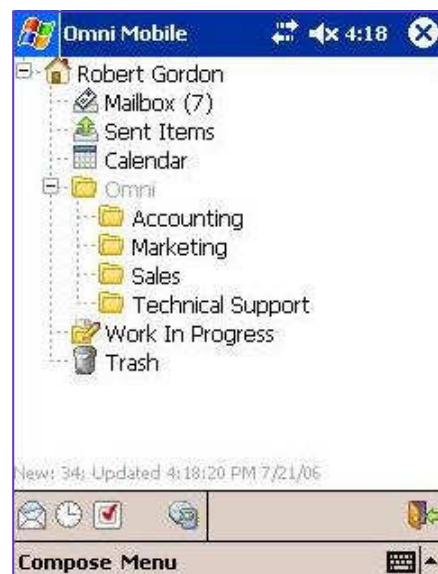 Omni Mobile 4:18
Robert Gordon
Mailbox (7)
Sent Items
Calendar
Omni
Accounting
Marketing
Sales
Technical Support
Work In Progress
Trash
New: 34; Updated 4:18:20 PM 7/21/06
Compose Menu